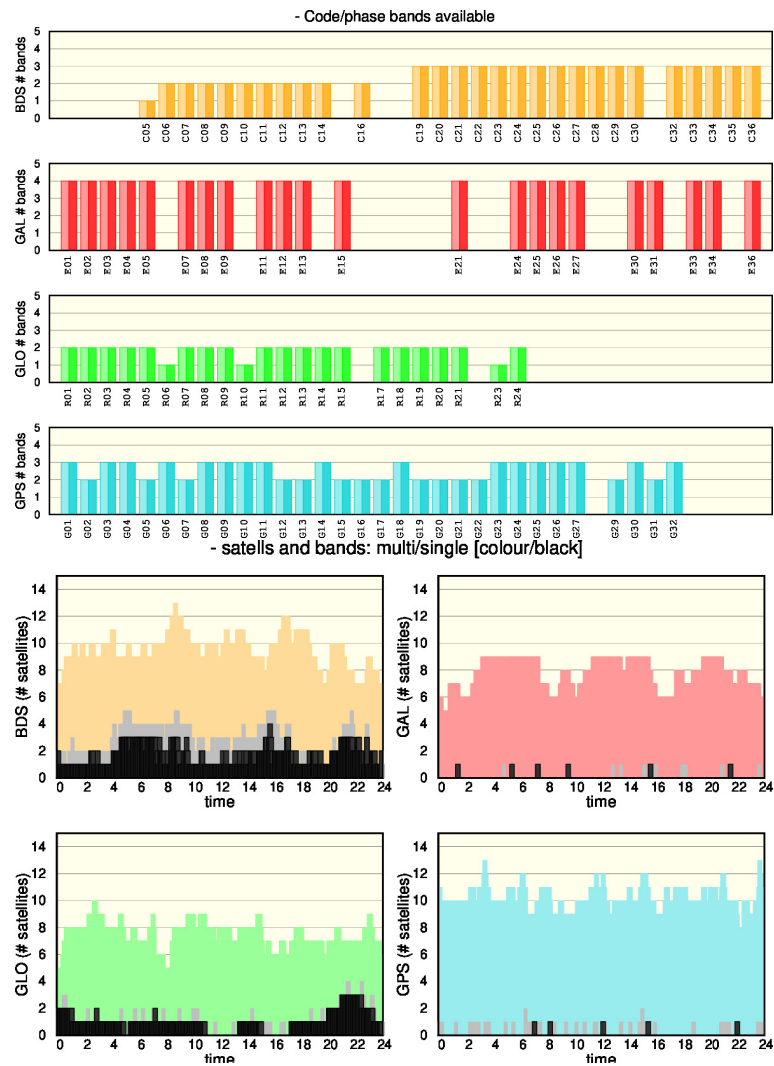 - Code/phase bands available
5
4
3
2
1
0
BDS # bands
C05 C06 C07 C08 C09 C10 C11 C12 C13 C14 C16 C19 C20 C21 C22 C23 C24 C25 C26 C27 C28 C29 C30 C32 C33 C34 C35 C36
5
4
3
2
1
0
GAL # bands
E01 E02 E03 E04 E05 E07 E08 E09 E11 E12 E13 E15 E21 E24 E25 E26 E27 E30 E31 E33 E34 E36
5
4
3
2
1
0
GLO # bands
R01 R02 R03 R04 R05 R06 R07 R08 R09 R10 R11 R12 R13 R14 R15 R17 R18 R19 R20 R21 R23 R24
5
4
3
2
1
0
GPS # bands
G01 G02 G03 G04 G05 G06 G07 G08 G09 G10 G11 G12 G13 G14 G15 G16 G17 G18 G19 G20 G21 G22 G23 G24 G25 G26 G27 G29 G30 G31 G32
- satells and bands: multi/single [colour/black]
14
12
10
8
6
4
2
0
BDS (# satellites)
0 2 4 6 8 10 12 14 16 18 20 22 24
time
14
12
10
8
6
4
2
0
GAL (# satellites)
0 2 4 6 8 10 12 14 16 18 20 22 24
time
14
12
10
8
6
4
2
0
GLO (# satellites)
0 2 4 6 8 10 12 14 16 18 20 22 24
time
14
12
10
8
6
4
2
0
GPS (# satellites)
0 2 4 6 8 10 12 14 16 18 20 22 24
time